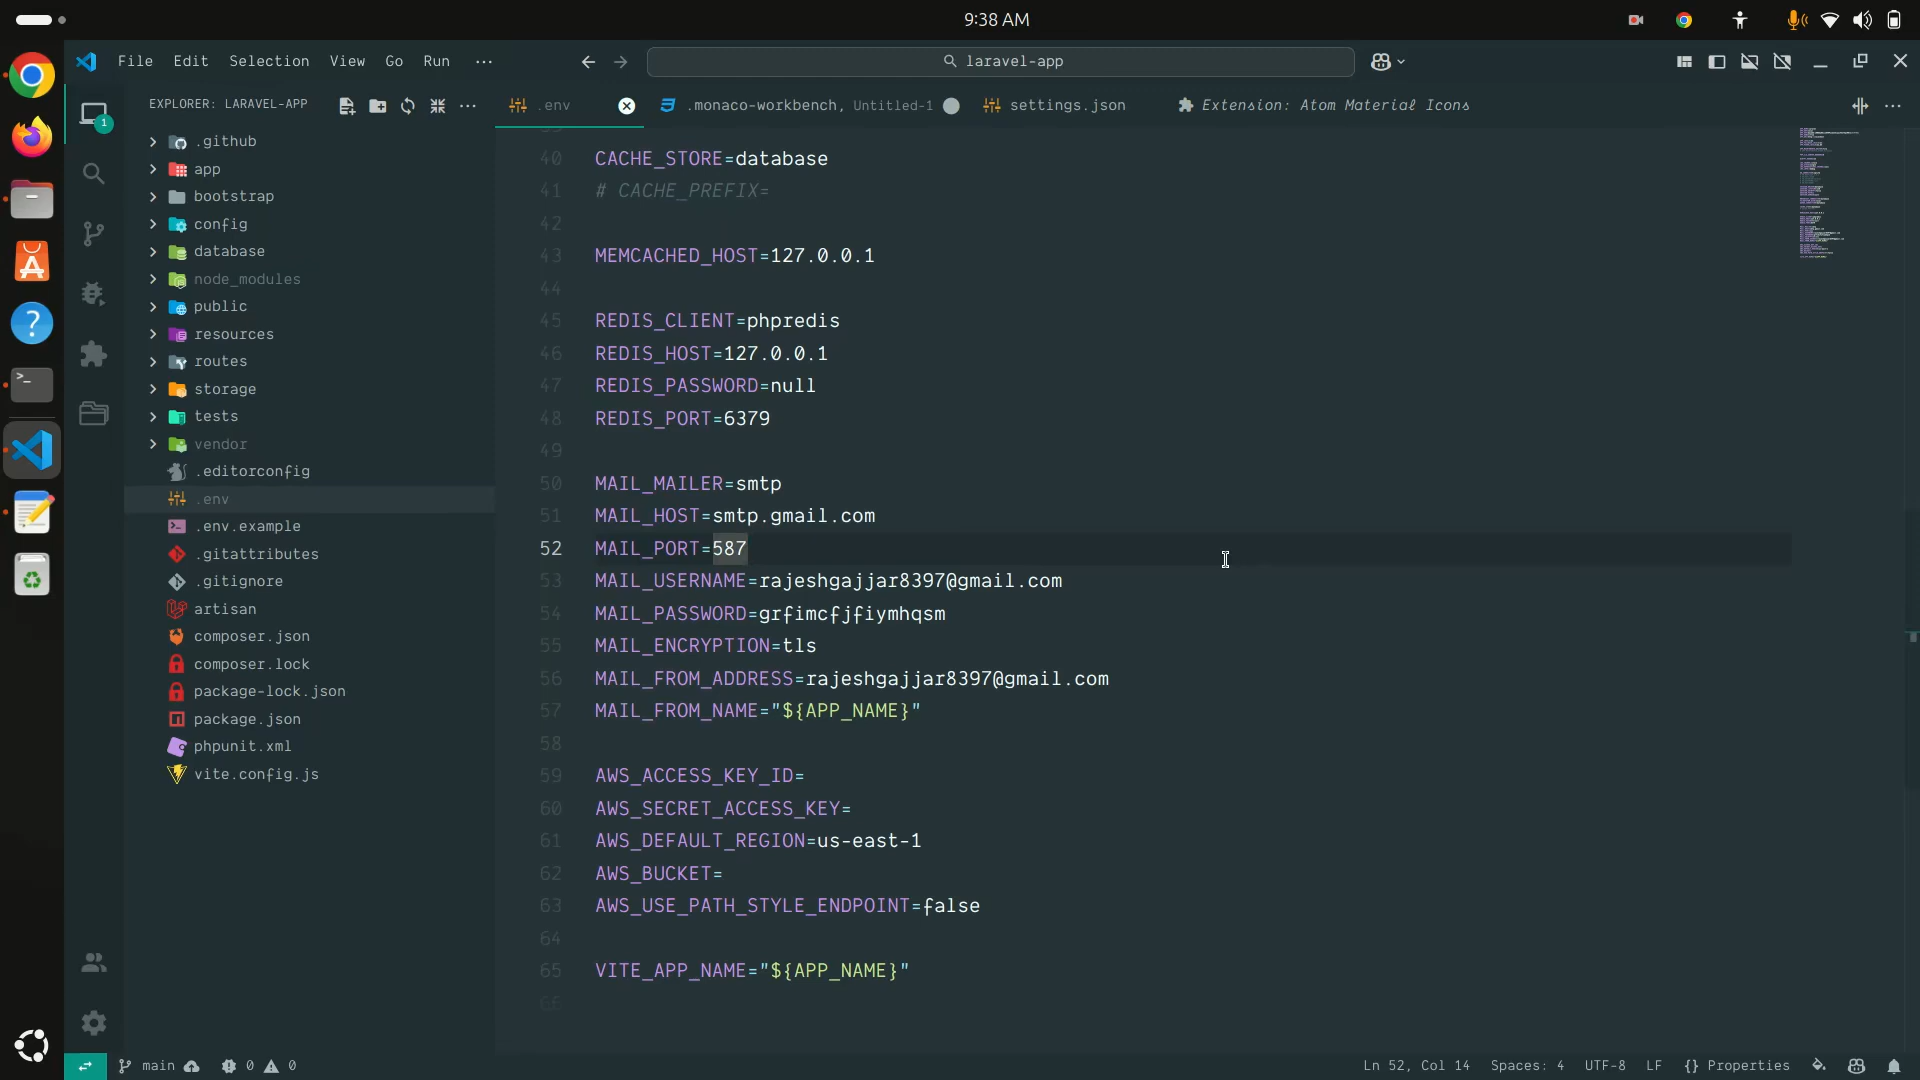 9:38 AM
File Edit Selection View Go Run ···
laravel-app
EXPLORER: LARAVEL-APP
.env
.monaco-workbench, Untitled-1
settings.json
Extension: Atom Material Icons
1
.github
app
bootstrap
config
database
node_modules
public
resources
routes
storage
tests
vendor
.editorconfig
.env
.env.example
.gitattributes
.gitignore
artisan
composer.json
composer.lock
package-lock.json
package.json
phpunit.xml
vite.config.js
40 CACHE_STORE=database
41 # CACHE_PREFIX=
42
43 MEMCACHED_HOST=127.0.0.1
44
45 REDIS_CLIENT=phpredis
46 REDIS_HOST=127.0.0.1
47 REDIS_PASSWORD=null
48 REDIS_PORT=6379
49
50 MAIL_MAILER=smtp
51 MAIL_HOST=smtp.gmail.com
52 MAIL_PORT=587
53 MAIL_USERNAME=rajeshgajjar8397@gmail.com
54 MAIL_PASSWORD=grfimcfjfiymhqsm
55 MAIL_ENCRYPTION=tls
56 MAIL_FROM_ADDRESS=rajeshgajjar8397@gmail.com
57 MAIL_FROM_NAME="${APP_NAME}"
58
59 AWS_ACCESS_KEY_ID=
60 AWS_SECRET_ACCESS_KEY=
61 AWS_DEFAULT_REGION=us-east-1
62 AWS_BUCKET=
63 AWS_USE_PATH_STYLE_ENDPOINT=false
64
65 VITE_APP_NAME="${APP_NAME}"
main 0 0
Ln 52, Col 14 Spaces: 4 UTF-8 LF {} Properties